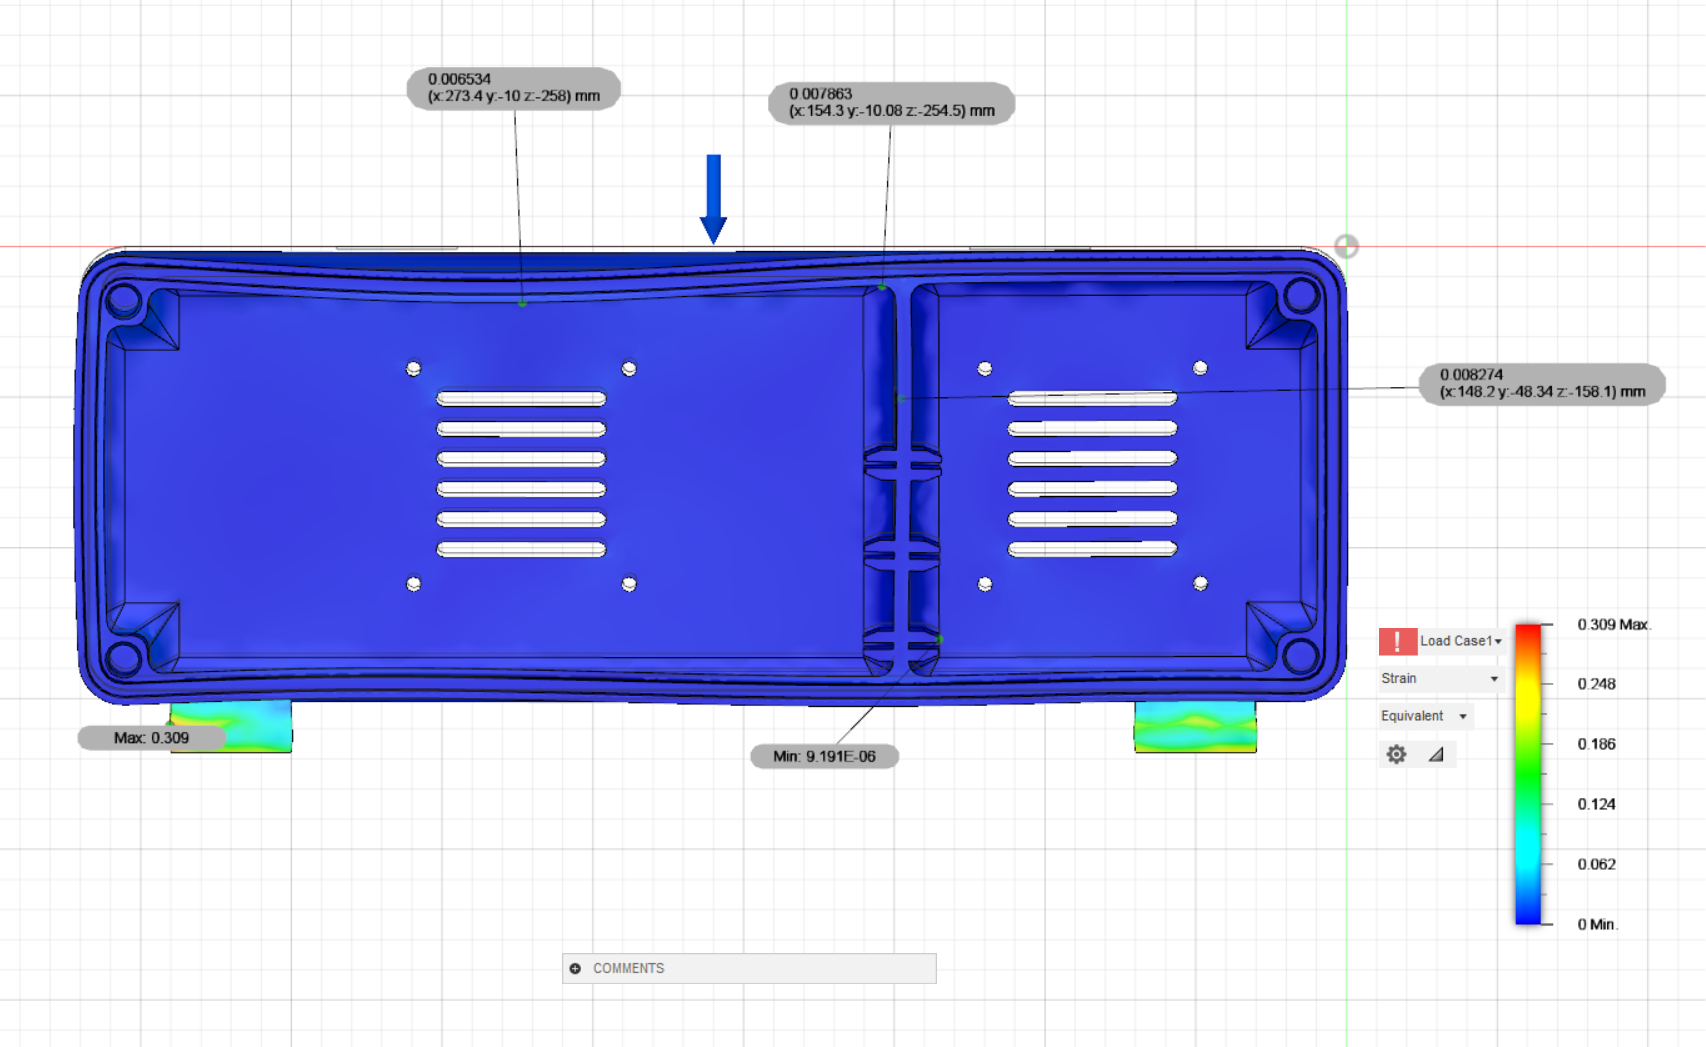 0.006534
(x:273.4 y:-10 z:-258) mm
0.007863
(x:154.3 y:-10.08 z:-254.5) mm
0.008274
(x:148.2 y:-48.34 z:-158.1) mm
Max: 0.309
Min: 9.191E-06
! Load Case1
Strain
Equivalent
0.309 Max.
0.248
0.186
0.124
0.062
0 Min.
COMMENTS